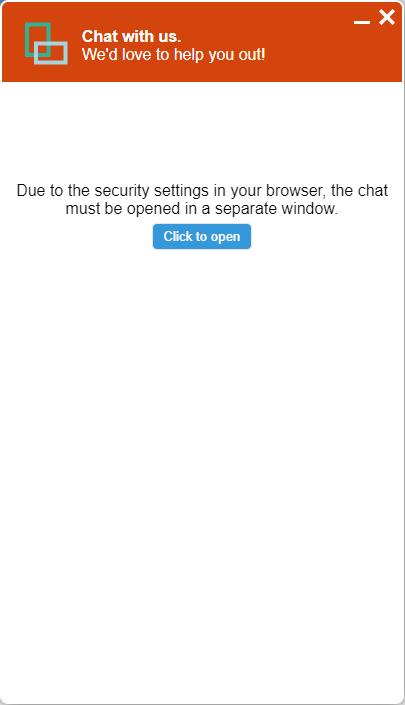 Chat with us.
We'd love to help you out!
Due to the security settings in your browser, the chat
must be opened in a separate window.
Click to open